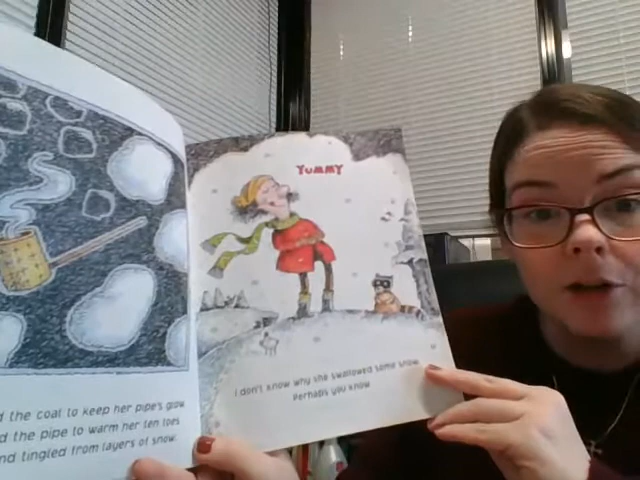 d the coal to keep her pipe's glow
d the pipe to warm her ten toes
nd tingled from layers of snow.
YUMMY
I don't know why she swallowed some snow.
Perhaps you know.